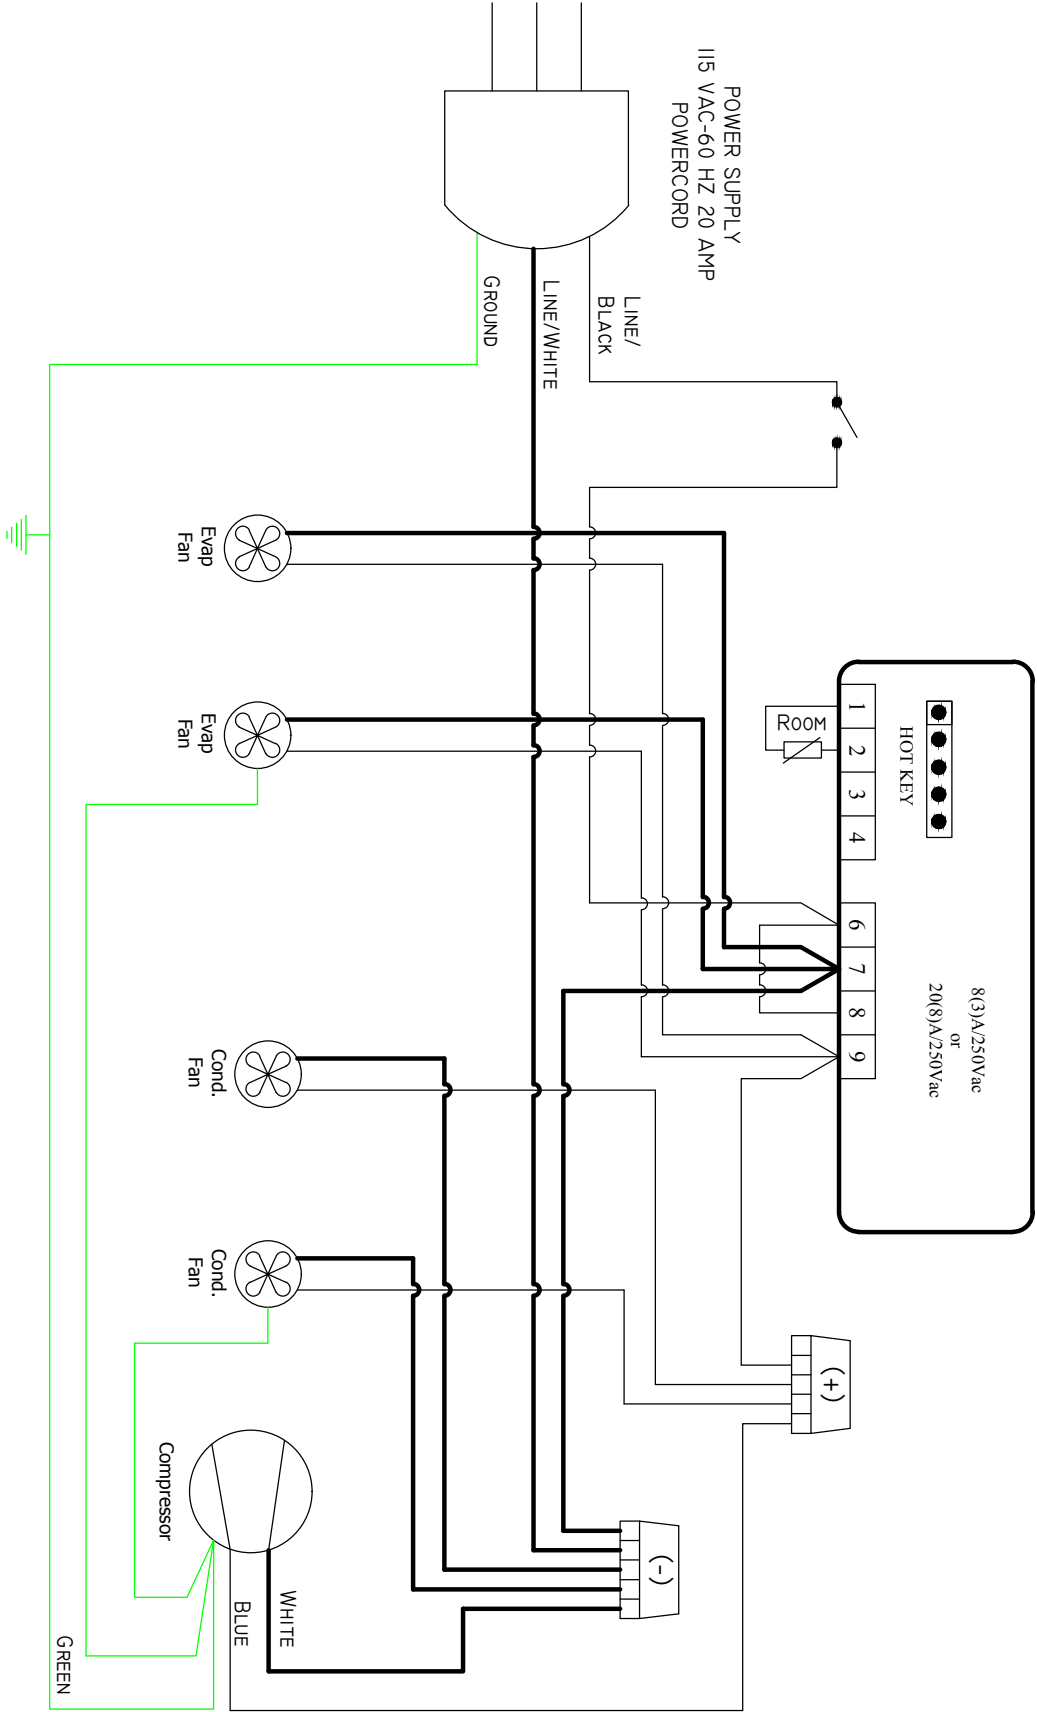 POWER SUPPLY
115 VAC-60 HZ 20 AMP
POWERCORD
LINE/
BLACK
LINE/WHITE
GROUND
Evap
Fan
Evap
Fan
Cond.
Fan
Cond.
Fan
Compressor
WHITE
BLUE
GREEN
ROOM
HOT KEY
1
2
3
4
6
7
8
9
8(3)A/250Vac
or
20(8)A/250Vac
(+)
(-)